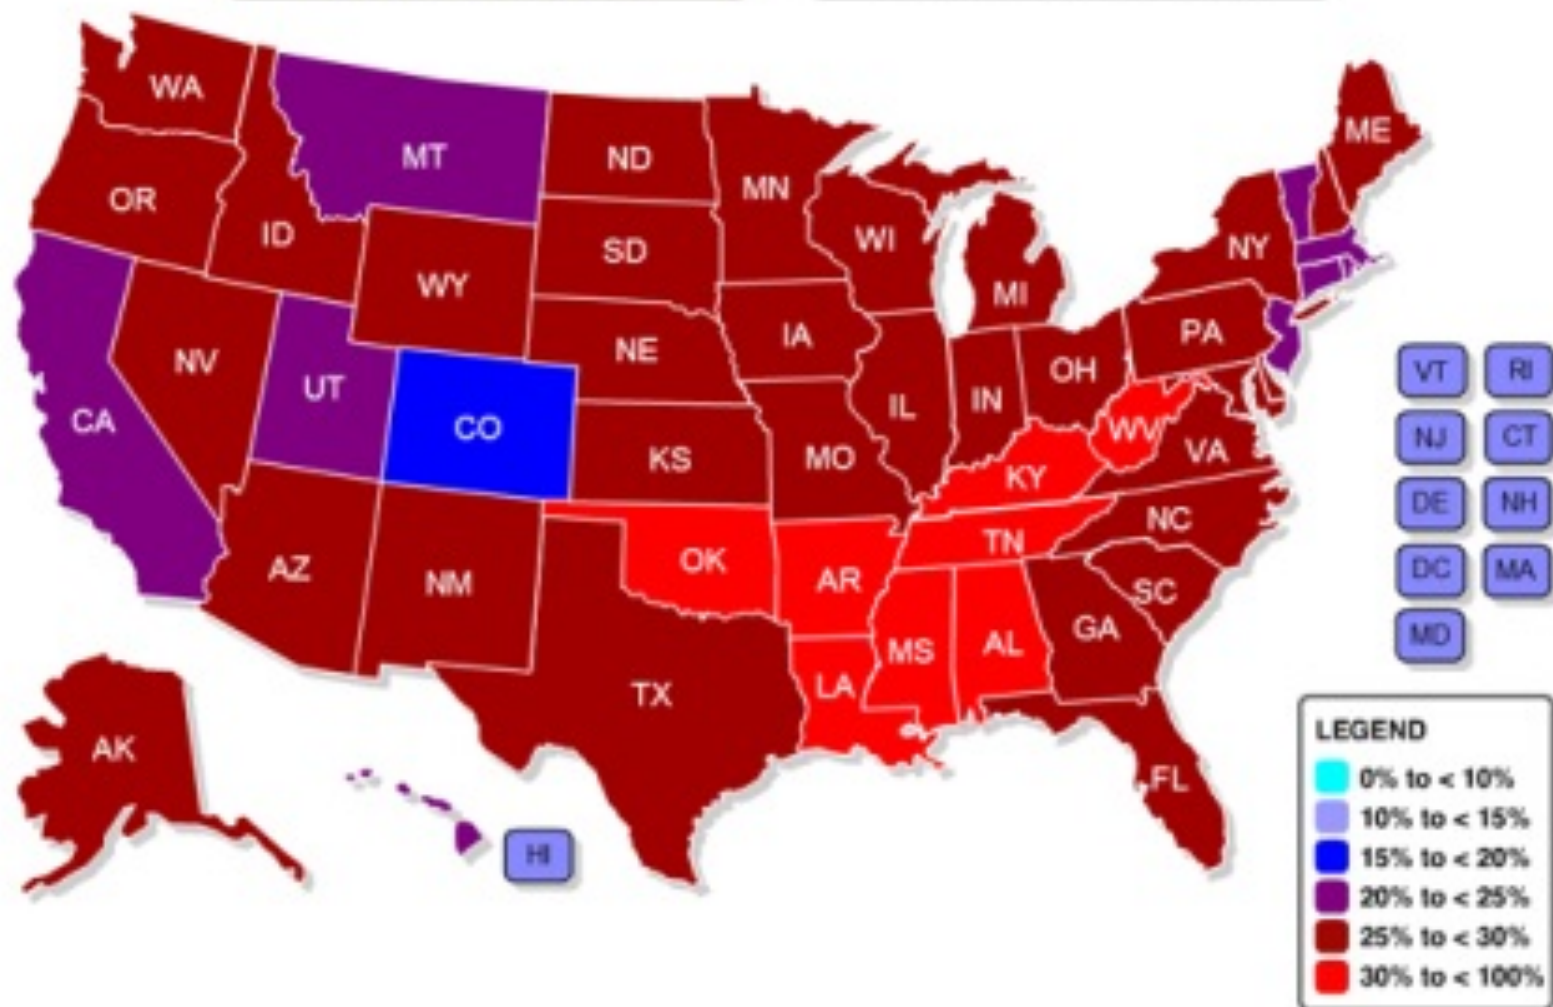 WA
MT
ND
MN
ME
OR
ID
SD
WI
NY
WY
MI
IA
PA
NV
NE
OH
UT
IL
IN
CA
CO
WV
VA
KS
MO
KY
NC
OK
TN
AZ
NM
AR
SC
MS
AL
GA
LA
TX
AK
FL
HI
VT RI
NJ CT
DE NH
DC MA
MD
LEGEND
0% to < 10%
10% to < 15%
15% to < 20%
20% to < 25%
25% to < 30%
30% to < 100%